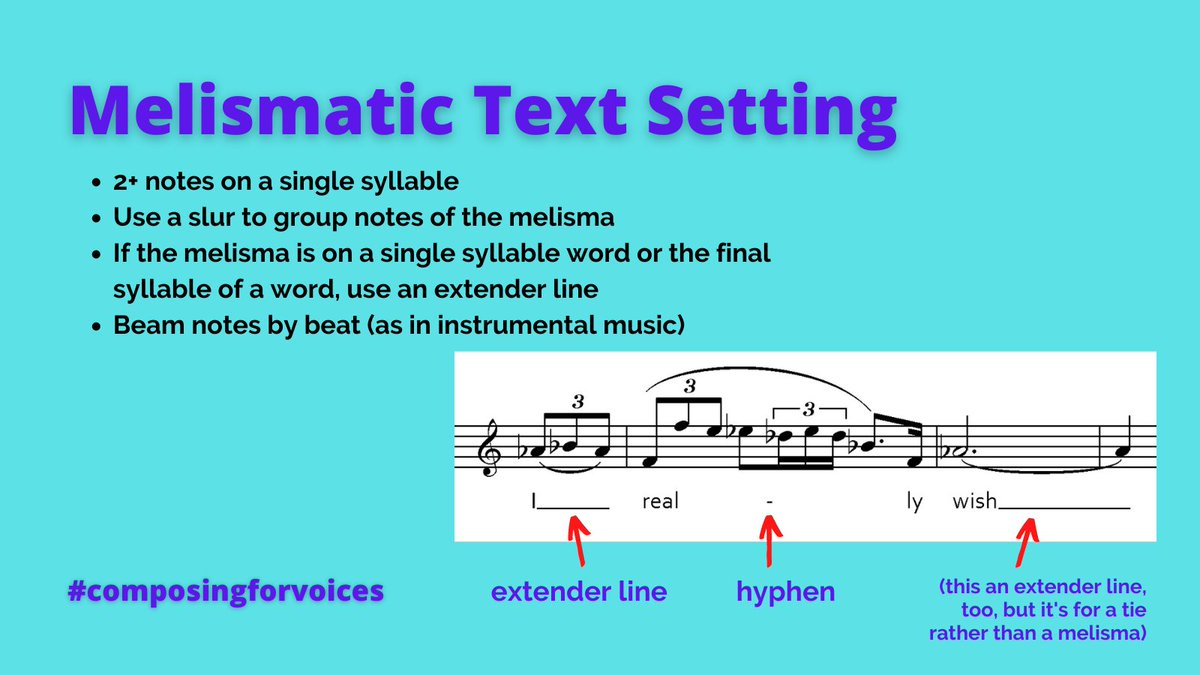 Melismatic Text Setting
• 2+ notes on a single syllable
• Use a slur to group notes of the melisma
• If the melisma is on a single syllable word or the final
syllable of a word, use an extender line
• Beam notes by beat (as in instrumental music)
3 3 3
I____ real - ly wish________
#composingforvoices
extender line
hyphen
(this an extender line,
too, but it's for a tie
rather than a melisma)